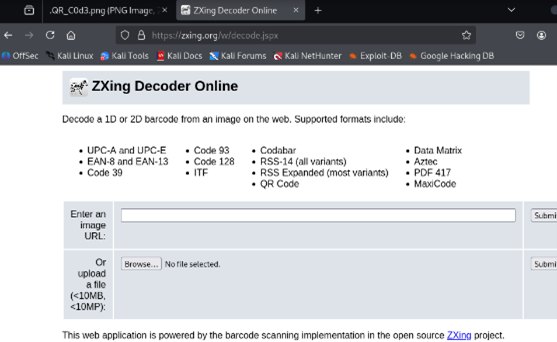 .QR_C0d3.png (PNG Image, ×
ZXing Decoder Online ×
https://zxing.org/w/decode.jspx
OffSec Kali Linux Kali Tools Kali Docs Kali Forums Kali NetHunter Exploit-DB Google Hacking DB
ZXing Decoder Online
Decode a 1D or 2D barcode from an image on the web. Supported formats include:
• UPC-A and UPC-E • Code 93 • Codabar • Data Matrix
• EAN-8 and EAN-13 • Code 128 • RSS-14 (all variants) • Aztec
• Code 39 • ITF • RSS Expanded (most variants) • PDF 417
• QR Code • MaxiCode
Enter an
image
URL:
Submi
Or
upload
a file
(<10MB,
<10MP):
Browse... No file selected.
Submi
This web application is powered by the barcode scanning implementation in the open source ZXing project.